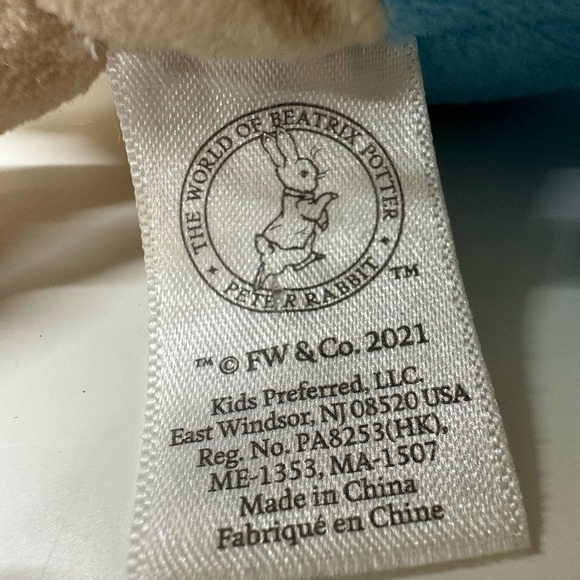 THE WORLD OF BEATRIX POTTER
★ PETER RABBIT ★
TM
TM © FW & Co. 2021
Kids Preferred, LLC.
East Windsor, NJ 08520 USA
Reg. No. PA8253(HK),
ME-1353, MA-1507
Made in China
Fabriqué en Chine